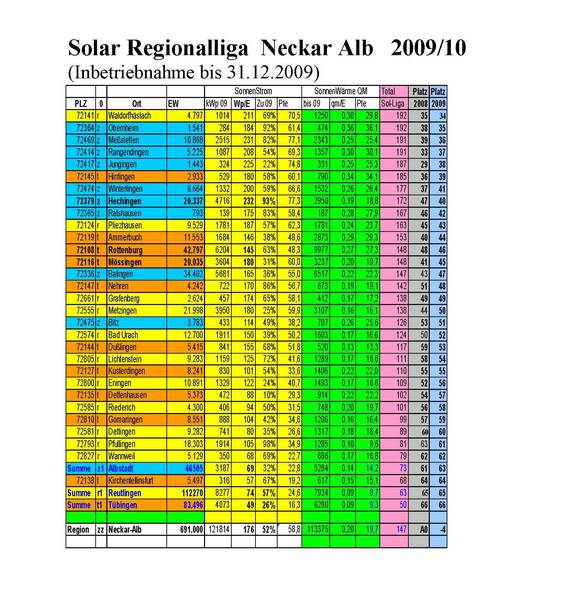 Solar Regionalliga Neckar Alb 2009/10
(Inbetriebnahme bis 31.12.2009)
SonnenStrom SonnenWärme QM Total Platz Platz
PLZ 0 Ort EW kWp 09 Wp/E Zu 09 Pte bis 09 qm/E Pte Sol-Liga 2008 2009
72141 r Walddorfhäslach 4.797 1014 211 69% 70,5 1250 0,30 29,8 192 35 34
72364 z Obernheim 1.541 284 184 92% 61,4 474 0,36 36,1 192 38 35
72469 z Meßstetten 10.868 2515 231 82% 77,1 2343 0,25 25,4 191 39 36
72414 z Rangendingen 5.225 1087 208 54% 69,3 1357 0,30 30,1 191 33 37
72417 z Jungingen 1.443 324 225 22% 74,8 331 0,25 25,3 187 29 38
72145 t Hirrlingen 2.933 529 180 58% 60,1 790 0,34 34,1 185 36 39
72474 z Winterlingen 6.664 1332 200 59% 66,6 1532 0,26 26,4 177 37 41
72379 z Hechingen 20.337 4716 232 93% 77,3 2950 0,19 18,8 172 47 40
72365 z Ratshausen 793 139 175 83% 58,4 187 0,28 27,9 167 46 42
72124 r Pliezhausen 9.529 1781 187 57% 62,3 1781 0,24 23,7 163 45 43
72119 t Ammerbuch 11.553 1684 146 38% 48,6 2873 0,29 29,3 153 40 44
72108 t Rottenburg 42.797 6204 145 63% 48,3 9977 0,27 27,3 148 48 46
72116 t Mössingen 20.035 3604 180 31% 60,0 3237 0,20 19,7 148 41 45
72336 z Balingen 34.402 5681 165 36% 55,0 6517 0,22 22,3 147 43 47
72147 t Nehren 4.242 722 170 86% 56,7 673 0,19 19,1 142 51 48
72661 r Grafenberg 2.624 457 174 65% 58,1 412 0,17 17,2 138 49 49
72555 r Metzingen 21.998 3950 180 25% 59,9 3107 0,16 16,1 138 44 50
72475 z Bitz 3.783 433 114 49% 38,2 707 0,26 25,6 126 53 51
72574 r Bad Urach 12.700 1911 150 39% 50,2 1603 0,17 16,6 124 50 52
72144 t Dußlingen 5.415 841 155 68% 51,8 520 0,13 13,3 117 59 53
72805 r Lichtenstein 9.283 1159 125 72% 41,6 1289 0,17 16,6 111 58 54
72127 t Kusterdingen 8.241 830 101 54% 33,6 1406 0,22 22,0 110 55 55
72800 r Eningen 10.891 1329 122 24% 40,7 1493 0,17 16,6 109 52 56
72135 t Dettenhausen 5.373 472 88 10% 29,3 914 0,22 22,2 102 54 57
72585 r Riederich 4.300 406 94 50% 31,5 748 0,20 19,7 101 56 58
72810 t Gomaringen 8.551 888 104 42% 34,6 1206 0,16 16,4 99 57 59
72581 r Dettingen 9.282 741 80 35% 26,6 1317 0,18 18,4 89 60 60
72793 r Pfullingen 18.303 1914 105 98% 34,9 1285 0,10 9,6 81 63 61
72827 r Wannweil 5.129 350 68 69% 22,7 686 0,17 16,8 79 62 62
Summe z1 Albstadt 46505 3187 69 32% 22,8 5284 0,14 14,2 73 61 63
72138 t Kirchentellinsfurt 5.497 316 57 67% 19,2 617 0,15 15,1 68 64 64
Summe r1 Reutlingen 112270 8277 74 57% 24,6 7934 0,09 8,7 63 65 65
Summe t1 Tübingen 83.496 4073 49 26% 16,3 6280 0,09 9,3 50 66 66
Region zz Neckar-Alb 691.000 121814 176 52% 58,8 113375 0,20 19,7 147 A0 -4